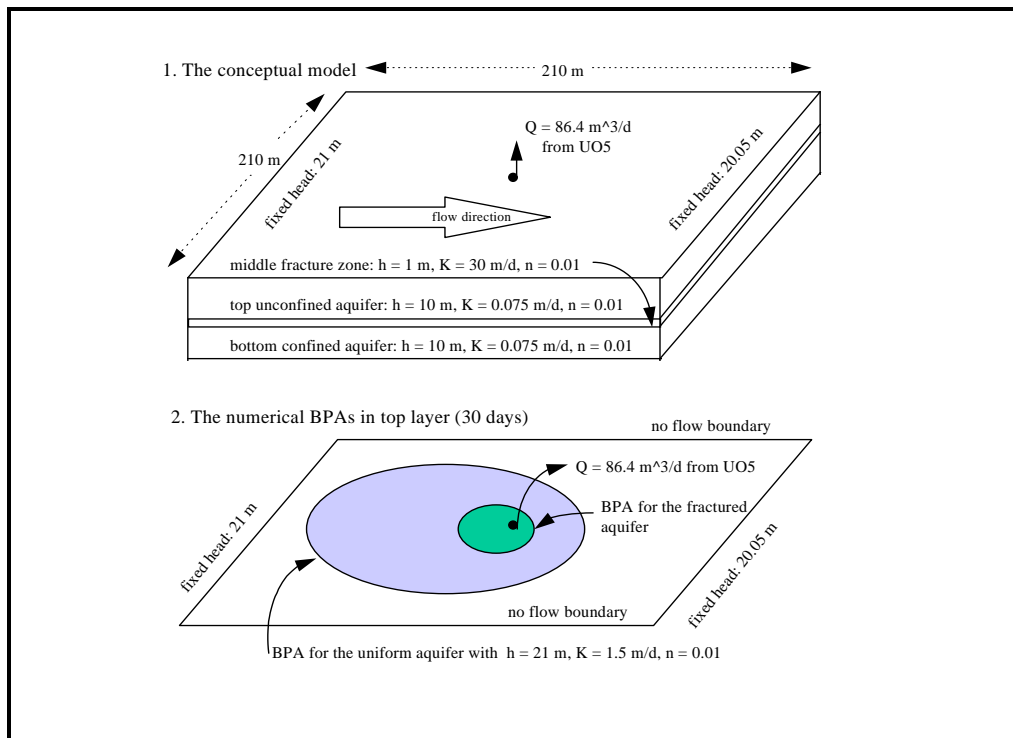 1. The conceptual model
210 m
Q = 86.4 m^3/d
from UO5
210 m
fixed head: 21 m
fixed head: 20.05 m
flow direction
middle fracture zone: h = 1 m, K = 30 m/d, n = 0.01
top unconfined aquifer: h = 10 m, K = 0.075 m/d, n = 0.01
bottom confined aquifer: h = 10 m, K = 0.075 m/d, n = 0.01
2. The numerical BPAs in top layer (30 days)
no flow boundary
Q = 86.4 m^3/d from UO5
BPA for the fractured
aquifer
fixed head: 21 m
fixed head: 20.05 m
no flow boundary
BPA for the uniform aquifer with h = 21 m, K = 1.5 m/d, n = 0.01